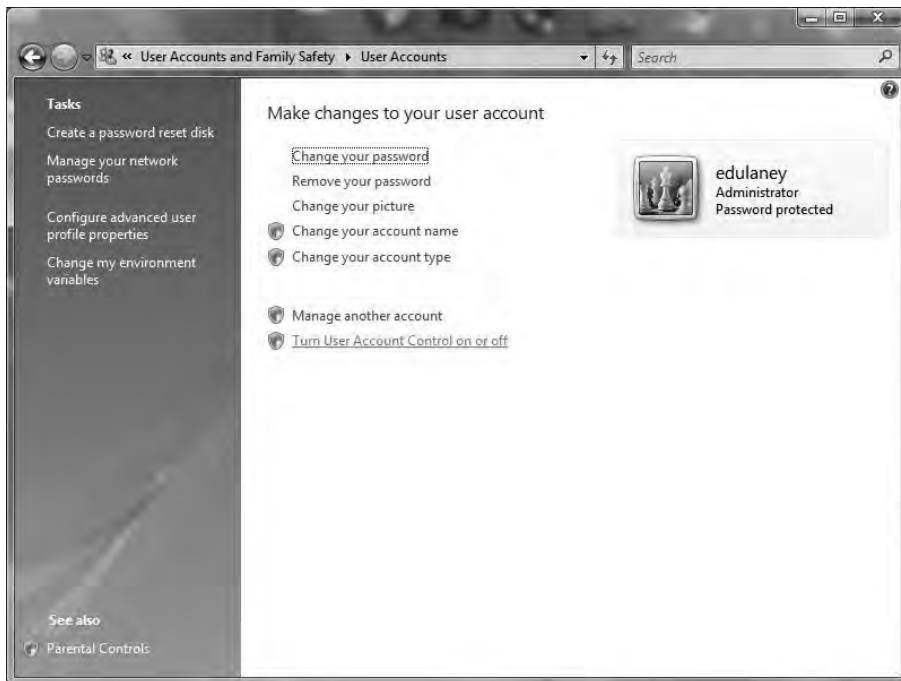 « User Accounts and Family Safety ▸ User Accounts
Search
Tasks
Create a password reset disk
Manage your network
passwords
Configure advanced user
profile properties
Change my environment
variables
See also
Parental Controls
Make changes to your user account
Change your password
Remove your password
Change your picture
Change your account name
Change your account type
Manage another account
Turn User Account Control on or off
edulaney
Administrator
Password protected